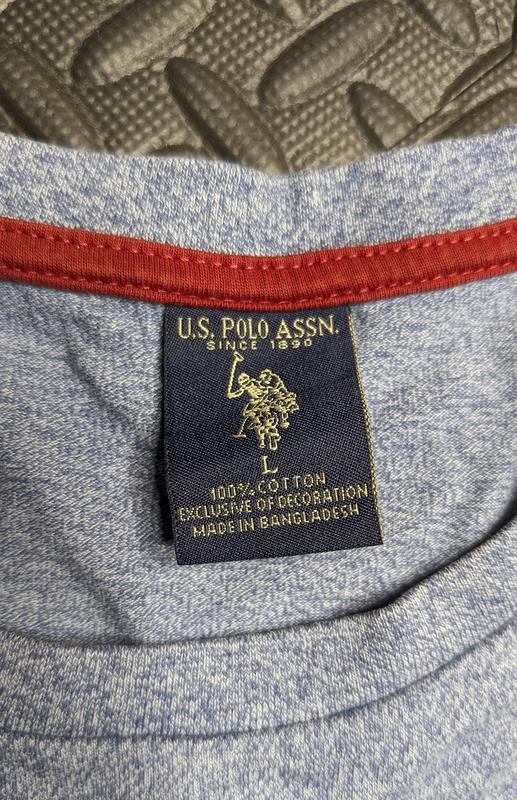 U.S. POLO ASSN.
SINCE 1890
L
100% COTTON
EXCLUSIVE OF DECORATION
MADE IN BANGLADESH